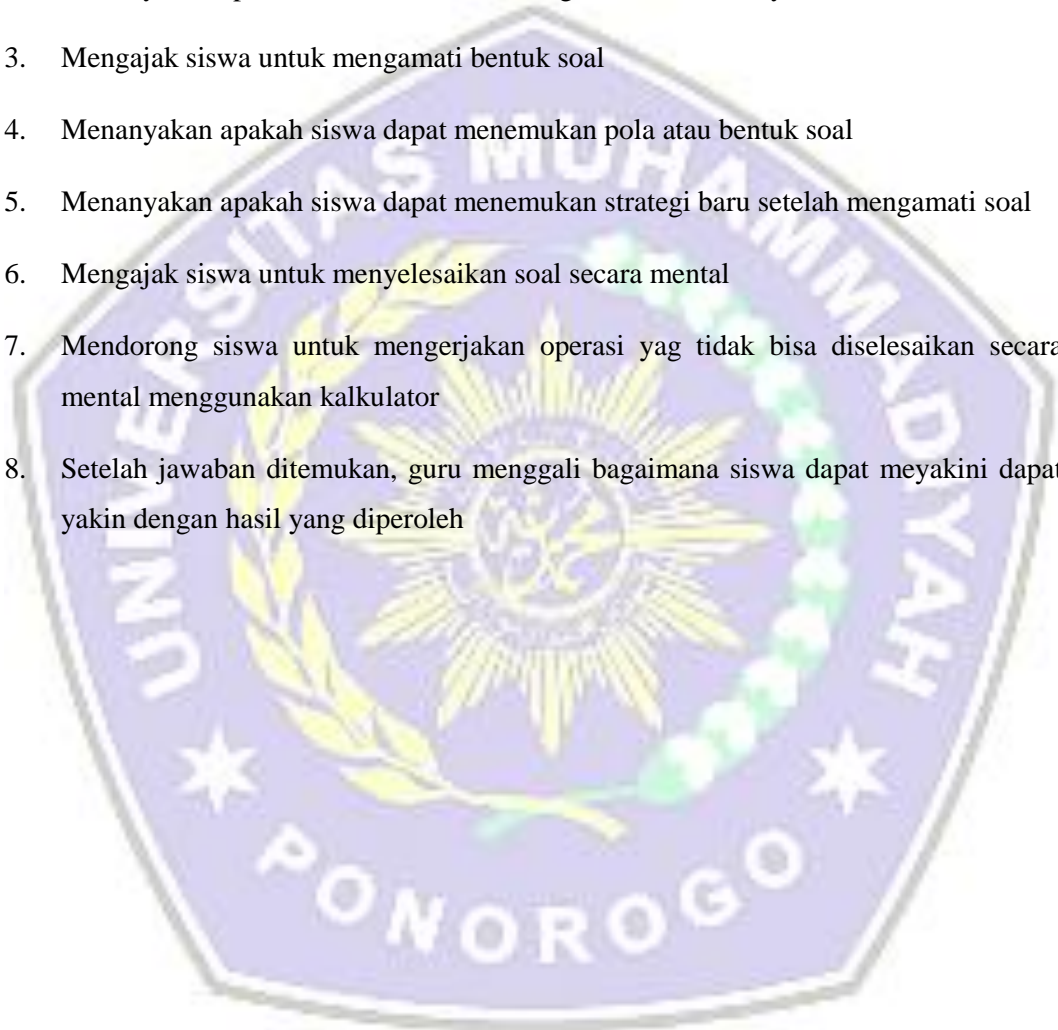 3. Mengajak siswa untuk mengamati bentuk soal
4. Menanyakan apakah siswa dapat menemukan pola atau bentuk soal
5. Menanyakan apakah siswa dapat menemukan strategi baru setelah mengamati soal
6. Mengajak siswa untuk menyelesaikan soal secara mental
7. Mendorong siswa untuk mengerjakan operasi yag tidak bisa diselesaikan secara
mental menggunakan kalkulator
8. Setelah jawaban ditemukan, guru menggali bagaimana siswa dapat meyakini dapat
yakin dengan hasil yang diperoleh
UNIVERSITAS MUHAMMADIYAH
PONOROGO